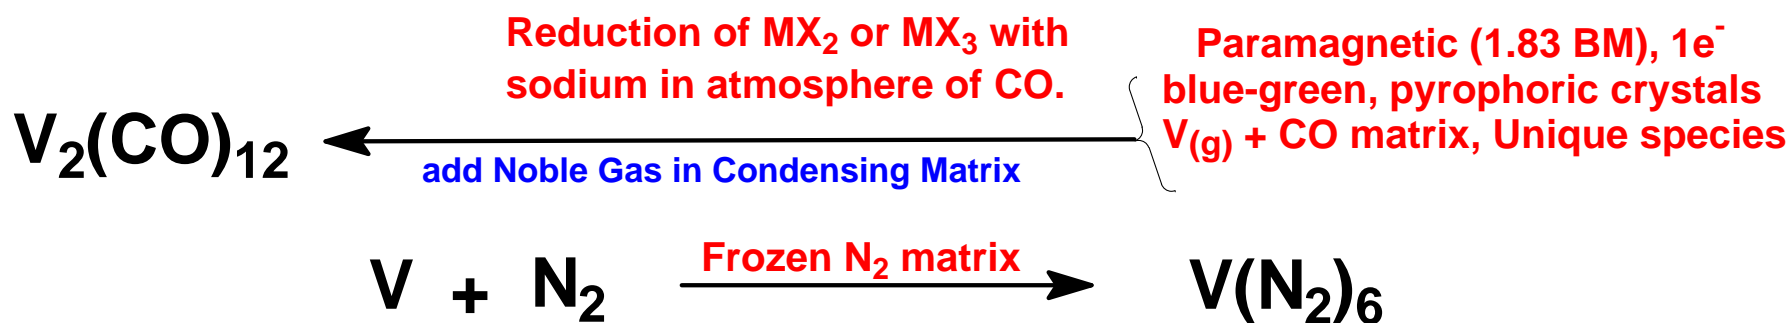 Reduction of MX₂ or MX₃ with
sodium in atmosphere of CO.
Paramagnetic (1.83 BM), 1e⁻
blue-green, pyrophoric crystals
V₍g₎ + CO matrix, Unique species
V₂(CO)₁₂
add Noble Gas in Condensing Matrix
V + N₂
Frozen N₂ matrix
V(N₂)₆